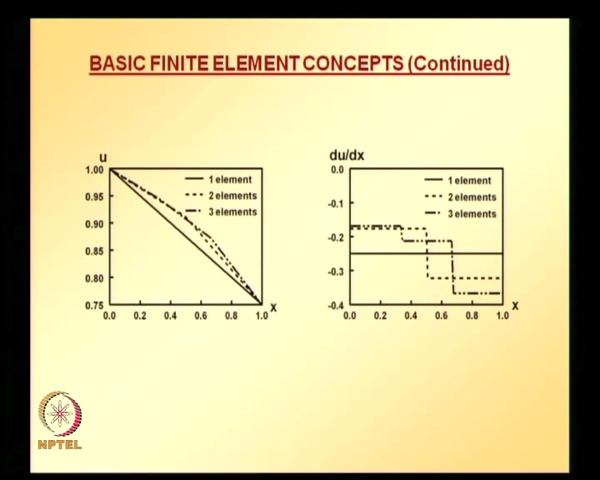 BASIC FINITE ELEMENT CONCEPTS (Continued)
u
1.00
0.95
0.90
0.85
0.80
0.75
0.0 0.2 0.4 0.6 0.8 1.0 X
1 element
2 elements
3 elements
du/dx
0.0
-0.1
-0.2
-0.3
-0.4
0.0 0.2 0.4 0.6 0.8 1.0 X
1 element
2 elements
3 elements
NPTEL